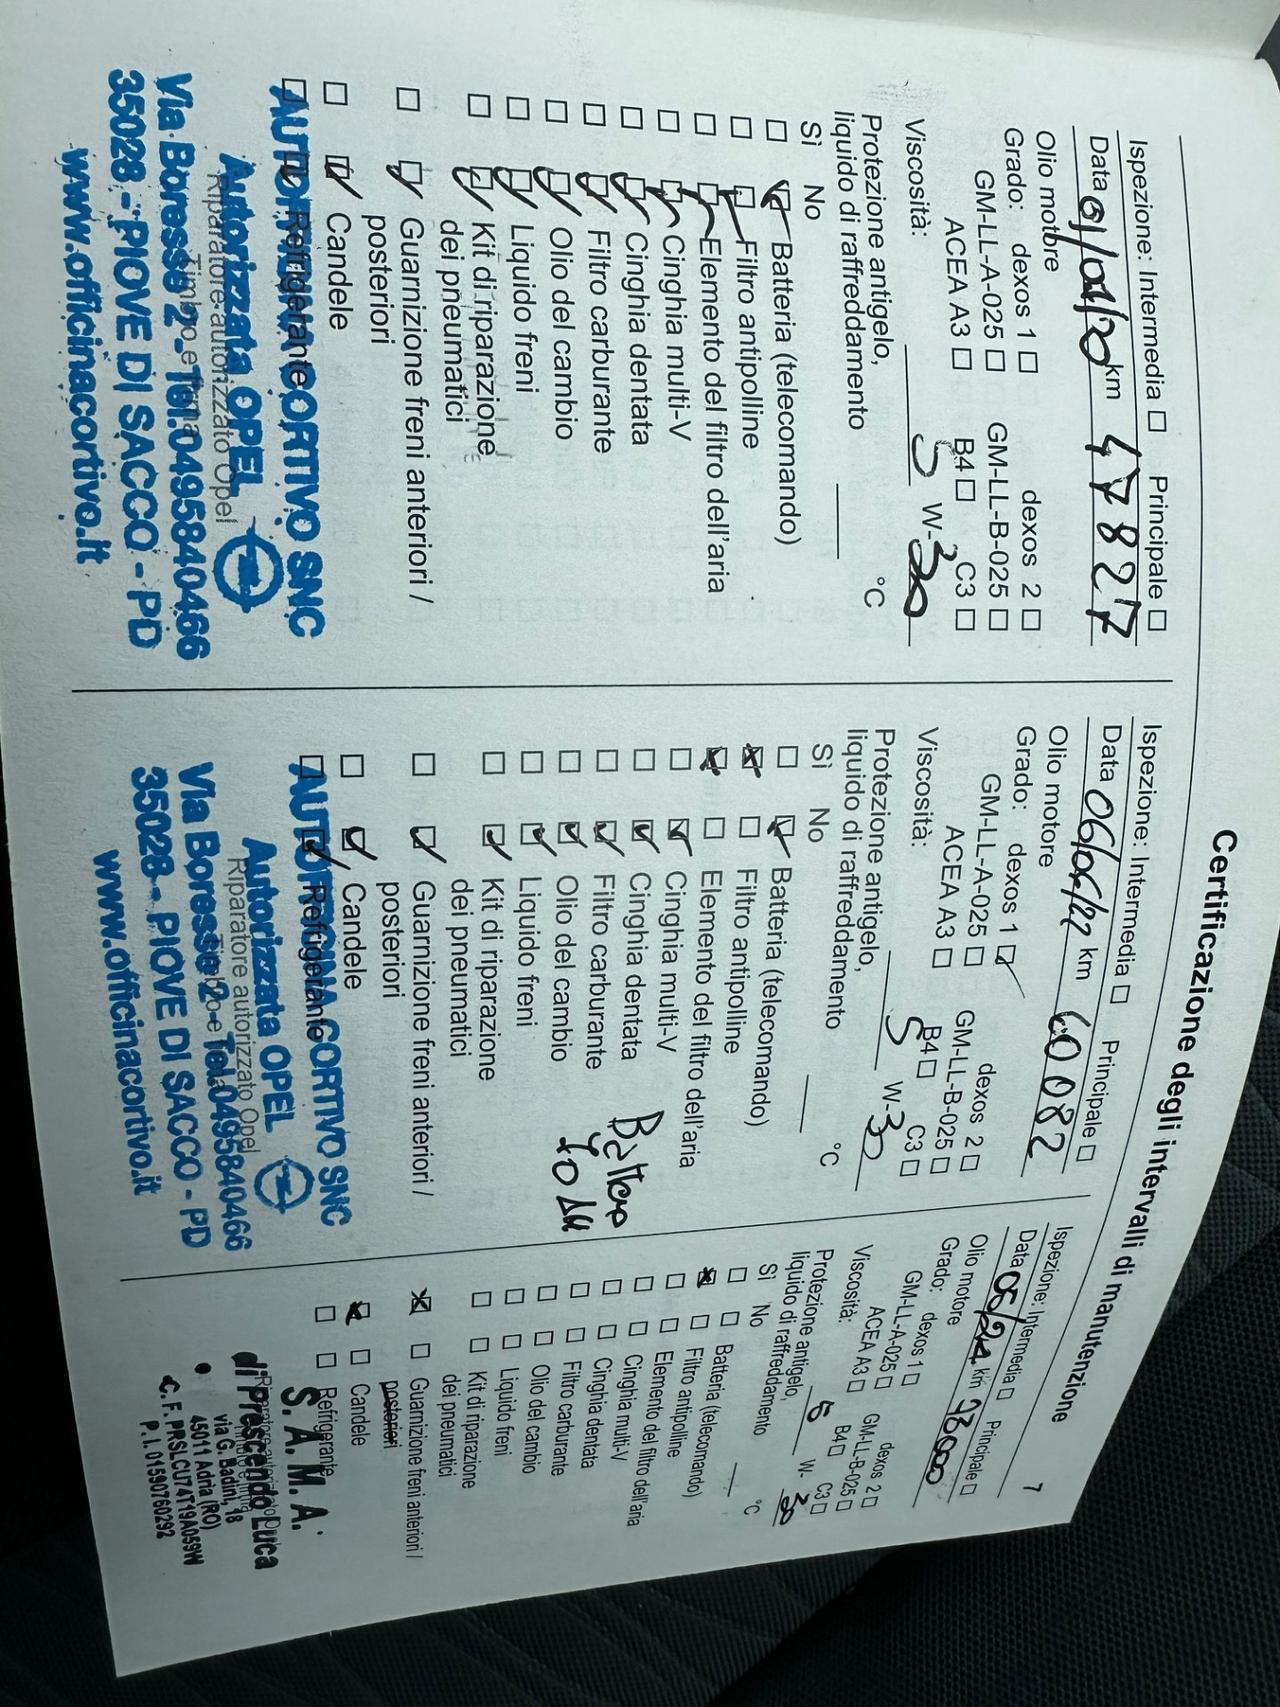 Certificazione degli intervalli di manutenzione
7
Ispezione: Intermedia □ Principale □
Data 01/04/20 km 47827
Olio motore
Grado: dexos 1 □ dexos 2 □
GM-LL-A-025 □ GM-LL-B-025 □
ACEA A3 □ B4 □ C3 □
Viscosità: 5 W-30
Protezione antigelo,
liquido di raffreddamento °C
Sì No
Batteria (telecomando)
Filtro antipolline
Elemento del filtro dell'aria
Cinghia multi-V
Cinghia dentata
Filtro carburante
Olio del cambio
Liquido freni
Kit di riparazione
dei pneumatici
Guarnizione freni anteriori /
posteriori
Candele
Refrigerante
Riparatore autorizzato Opel
Timbro e firma
AUTOFFICINA CORTIVO SNC
Autorizzata OPEL
Via Boresse 2 - Tel.0495840466
35028 - PIOVE DI SACCO - PD
www.officinacortivo.it
Ispezione: Intermedia □ Principale □
Data 06/04/22 km 60082
Olio motore
Grado: dexos 1 ☑ dexos 2 □
GM-LL-A-025 □ GM-LL-B-025 □
ACEA A3 □ B4 □ C3 □
Viscosità: 5 W-30
Protezione antigelo,
liquido di raffreddamento °C
Sì No
Batteria (telecomando)
Filtro antipolline
Elemento del filtro dell'aria
Cinghia multi-V
Cinghia dentata
Filtro carburante
Olio del cambio
Liquido freni
Kit di riparazione
dei pneumatici
Guarnizione freni anteriori /
posteriori
Candele
Refrigerante
Riparatore autorizzato Opel
Timbro e
AUTOFFICINA CORTIVO SNC
Autorizzata OPEL
Via Boresse 2 - Tel.0495840466
35028 - PIOVE DI SACCO - PD
www.officinacortivo.it
Ispezione: Intermedia □ Principale □
Data 05/24 km 93000
Olio motore
Grado: dexos 1 □ dexos 2 □
GM-LL-A-025 □ GM-LL-B-025 □
ACEA A3 □ B4 □ C3 □
Viscosità: 5 W-30
Protezione antigelo,
liquido di raffreddamento °C
Sì No
Batteria (telecomando)
Filtro antipolline
Elemento del filtro dell'aria
Cinghia multi-V
Cinghia dentata
Filtro carburante
Olio del cambio
Liquido freni
Kit di riparazione
dei pneumatici
Guarnizione freni anteriori /
posteriori
Candele
Refrigerante
S. A. M. A.
di Prescendo Luca
via G. Badini, 18
45011 Adria (RO)
C. F. PRSLCU74T19A059W
P. I. 01590760292